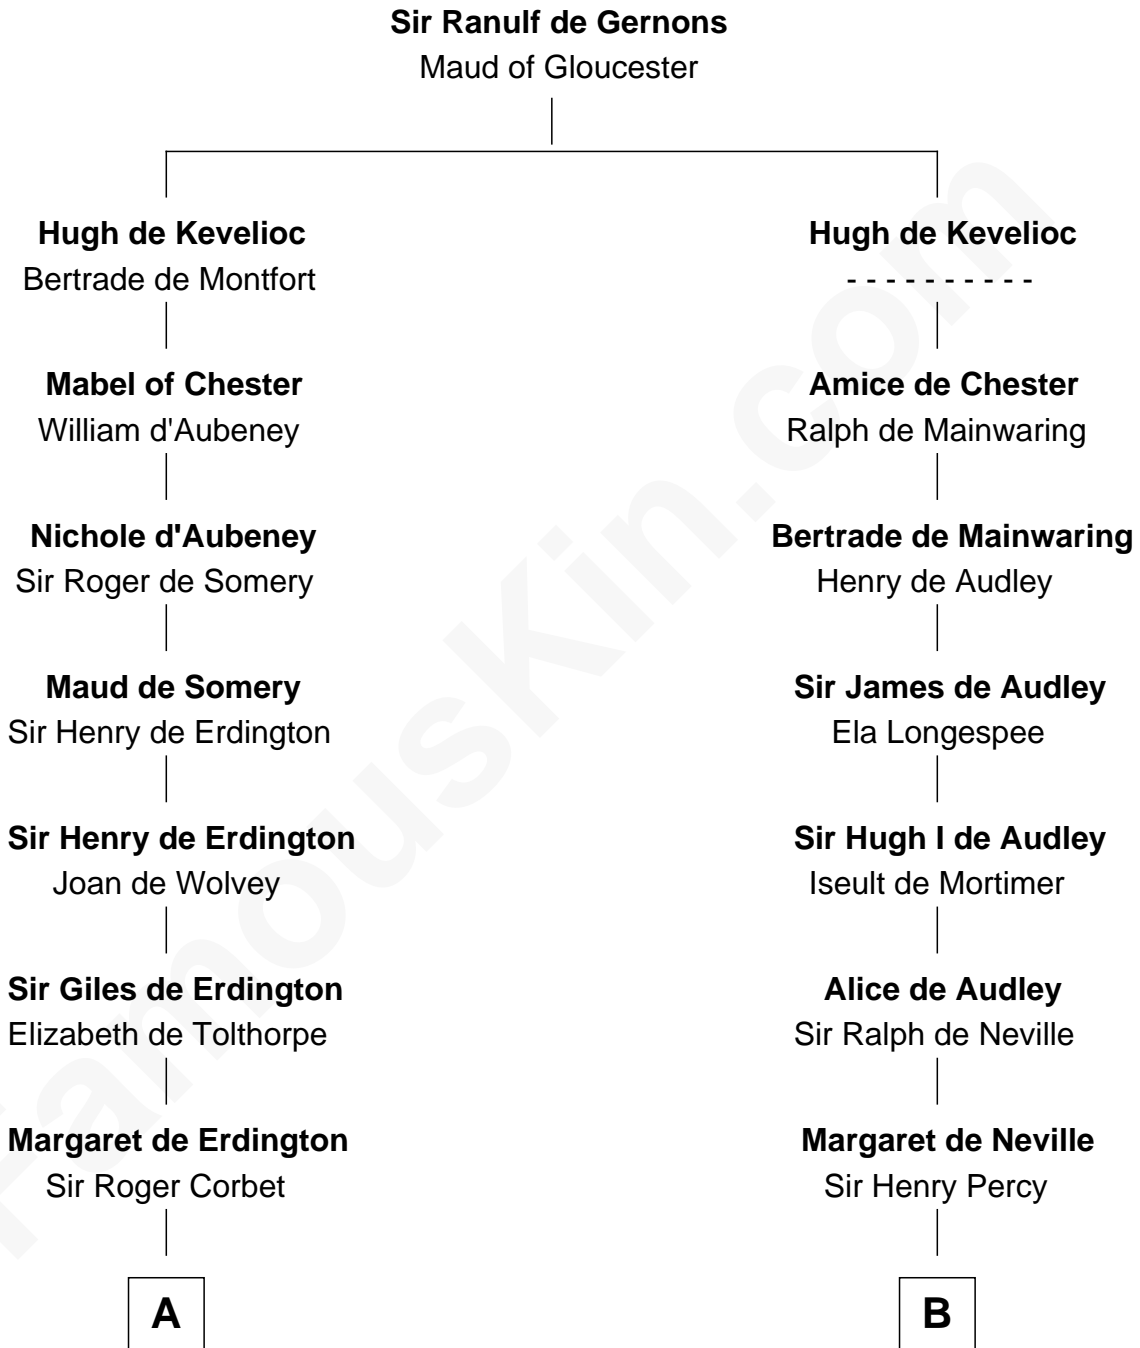 Sir Ranulf de Gernons
Maud of Gloucester
Hugh de Kevelioc
Bertrade de Montfort
Mabel of Chester
William d'Aubeney
Nichole d'Aubeney
Sir Roger de Somery
Maud de Somery
Sir Henry de Erdington
Sir Henry de Erdington
Joan de Wolvey
Sir Giles de Erdington
Elizabeth de Tolthorpe
Margaret de Erdington
Sir Roger Corbet
A
Hugh de Kevelioc
- - - - - - - - - -
Amice de Chester
Ralph de Mainwaring
Bertrade de Mainwaring
Henry de Audley
Sir James de Audley
Ela Longespee
Sir Hugh I de Audley
Iseult de Mortimer
Alice de Audley
Sir Ralph de Neville
Margaret de Neville
Sir Henry Percy
B
FamousKin.com